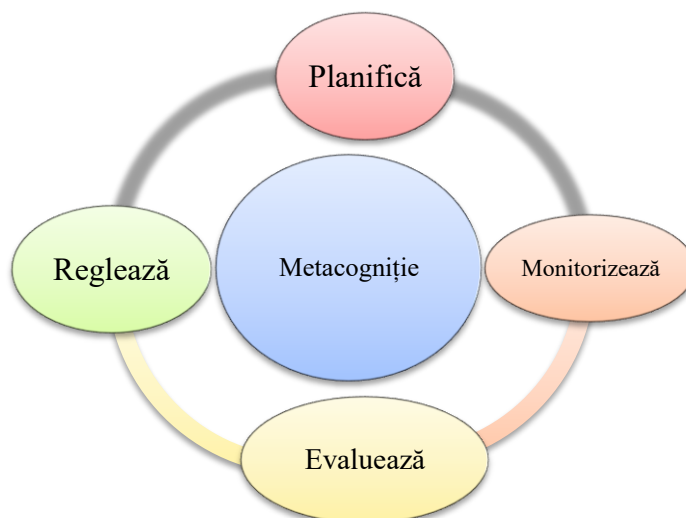 Planifică
Reglează
Metacogniție
Monitorizează
Evaluează